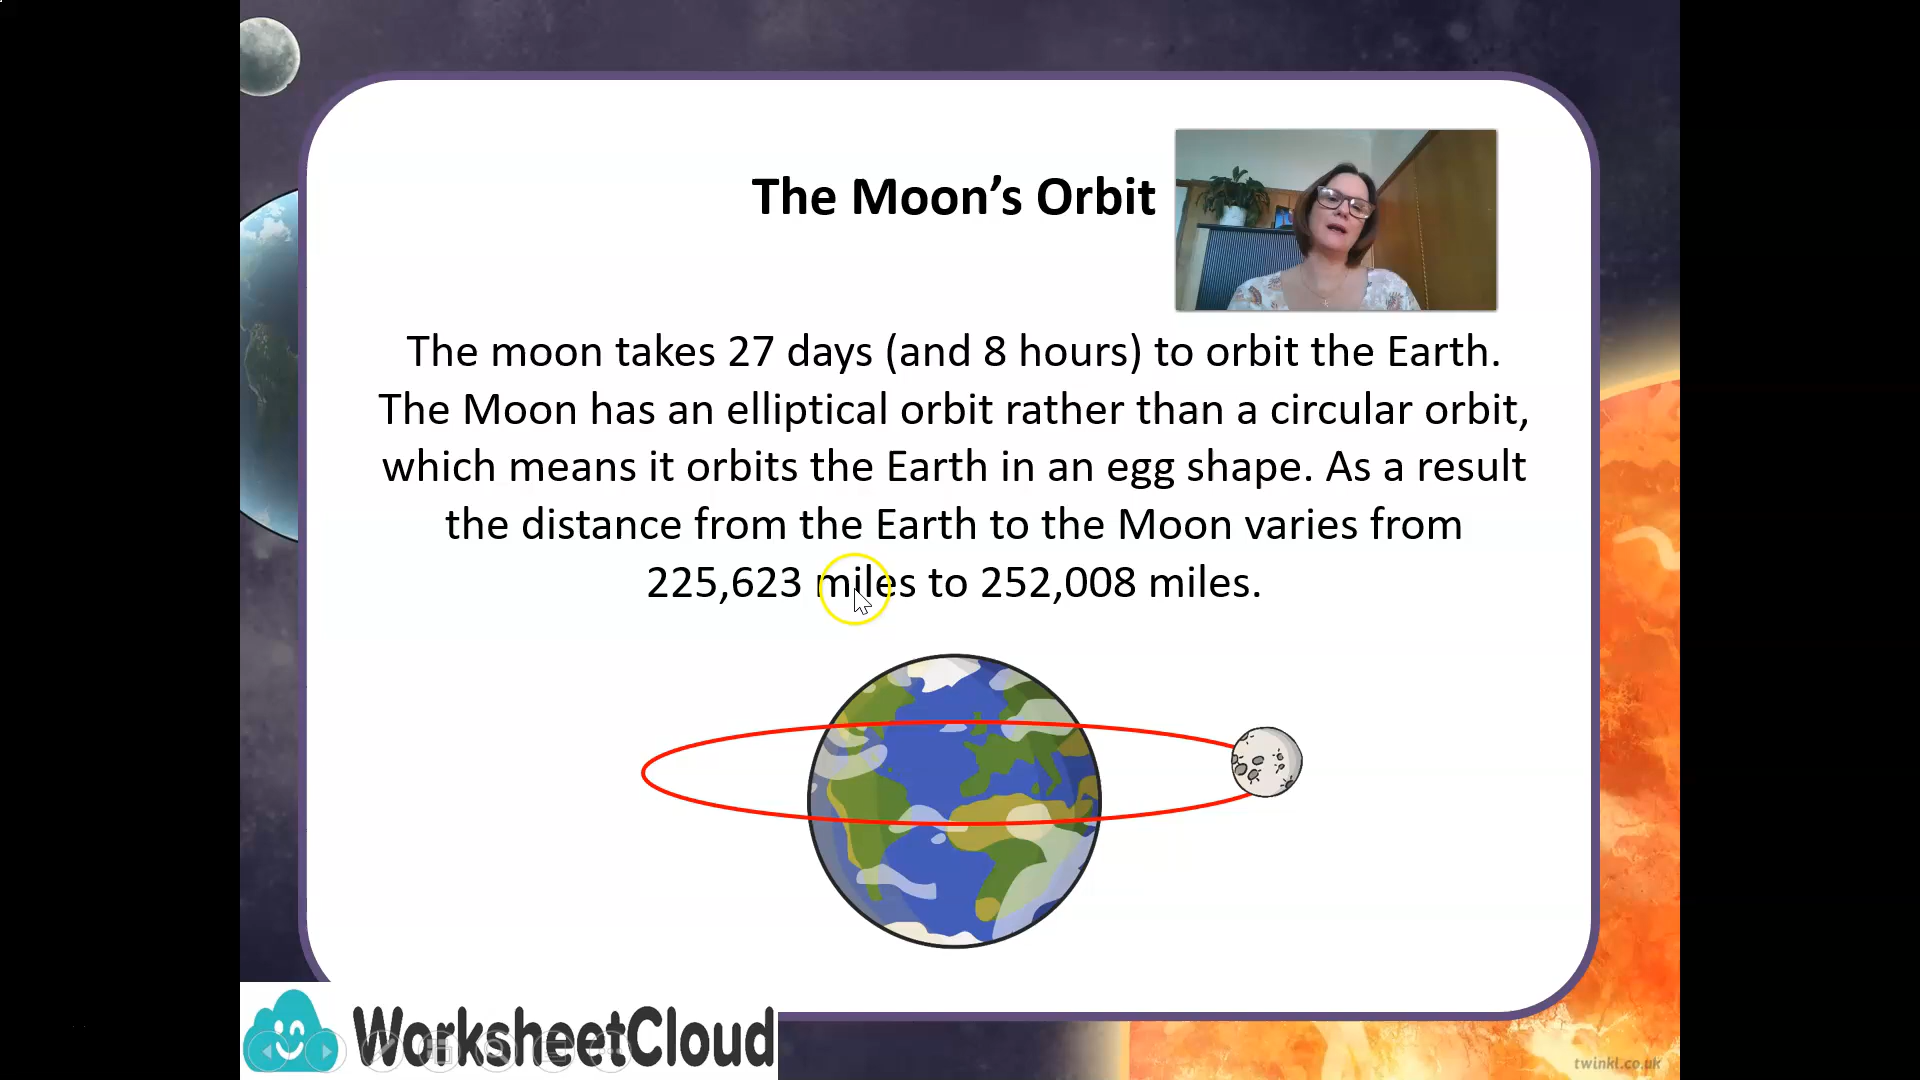 The Moon’s Orbit
The moon takes 27 days (and 8 hours) to orbit the Earth.
The Moon has an elliptical orbit rather than a circular orbit,
which means it orbits the Earth in an egg shape. As a result
the distance from the Earth to the Moon varies from
225,623 miles to 252,008 miles.
WorksheetCloud
twinkl.co.uk